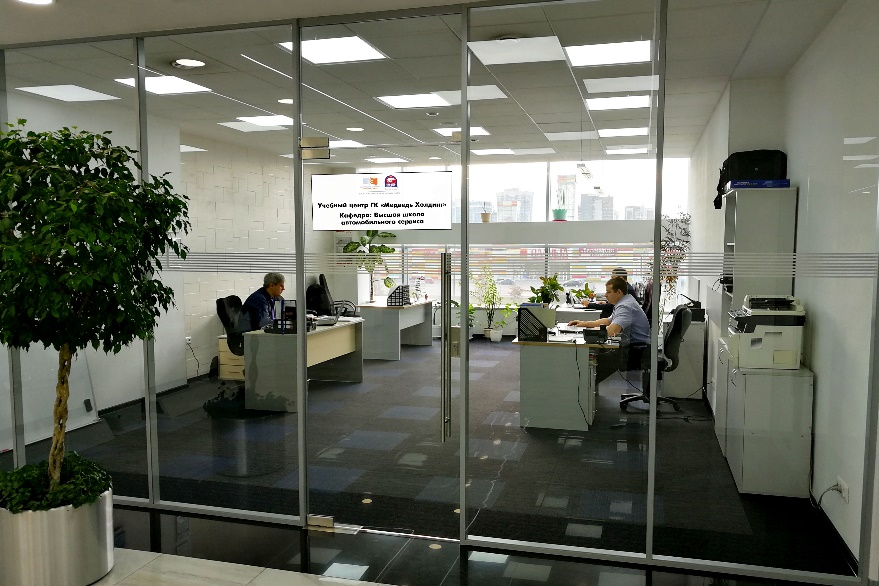 Учебный центр ГК «Медведь Холдинг»
Кафедра: Высшая школа
автомобильного сервиса